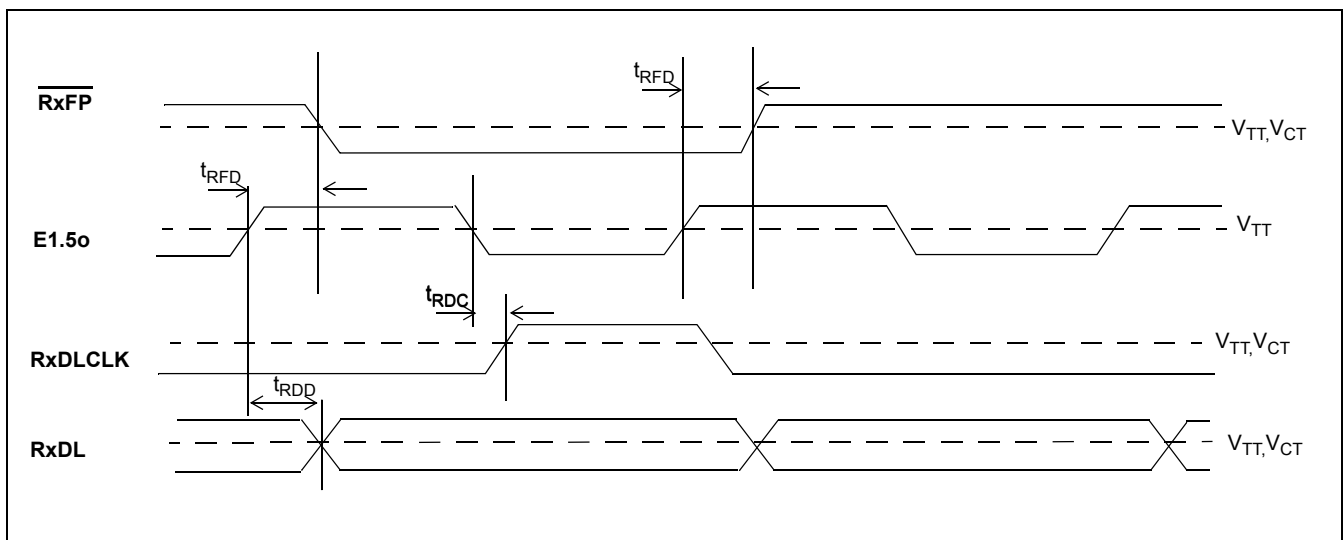 tRFD
RxFP
VTT,VCT
tRFD
E1.5o
VTT
tRDC
RxDLCLK
VTT,VCT
tRDD
RxDL
VTT,VCT